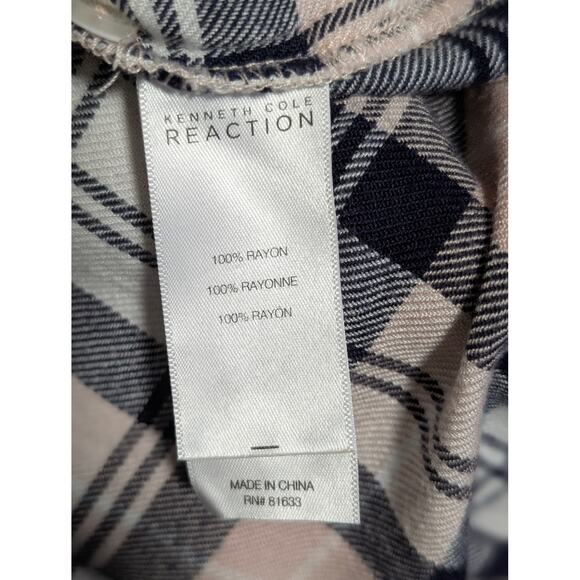 KENNETH COLE
REACTION
100% RAYON
100% RAYONNE
100% RAYÓN
MADE IN CHINA
RN# 81633